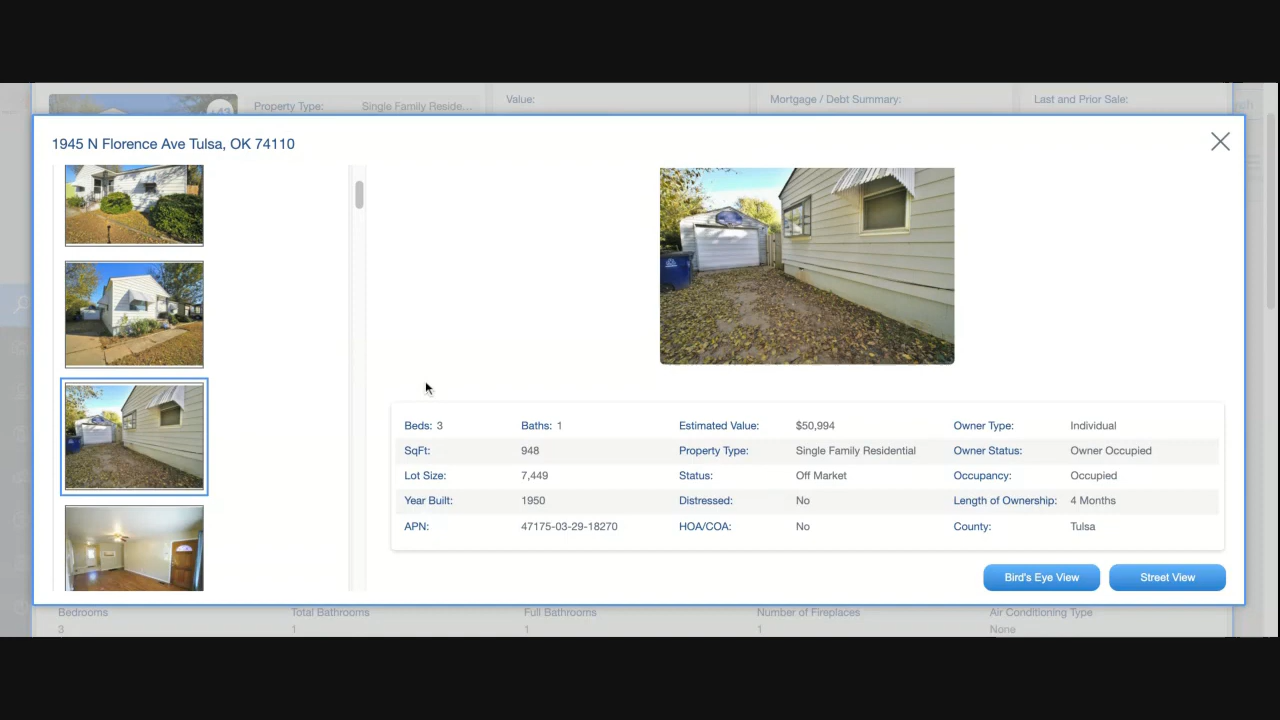 Property Type: Single Family Reside...
Value:
Mortgage / Debt Summary:
Last and Prior Sale:
1945 N Florence Ave Tulsa, OK 74110
Beds: 3 Baths: 1 Estimated Value: $50,994 Owner Type: Individual
SqFt: 948 Property Type: Single Family Residential Owner Status: Owner Occupied
Lot Size: 7,449 Status: Off Market Occupancy: Occupied
Year Built: 1950 Distressed: No Length of Ownership: 4 Months
APN: 47175-03-29-18270 HOA/COA: No County: Tulsa
Bird's Eye View Street View
Bedrooms Total Bathrooms Full Bathrooms Number of Fireplaces Air Conditioning Type
3 1 1 1 None